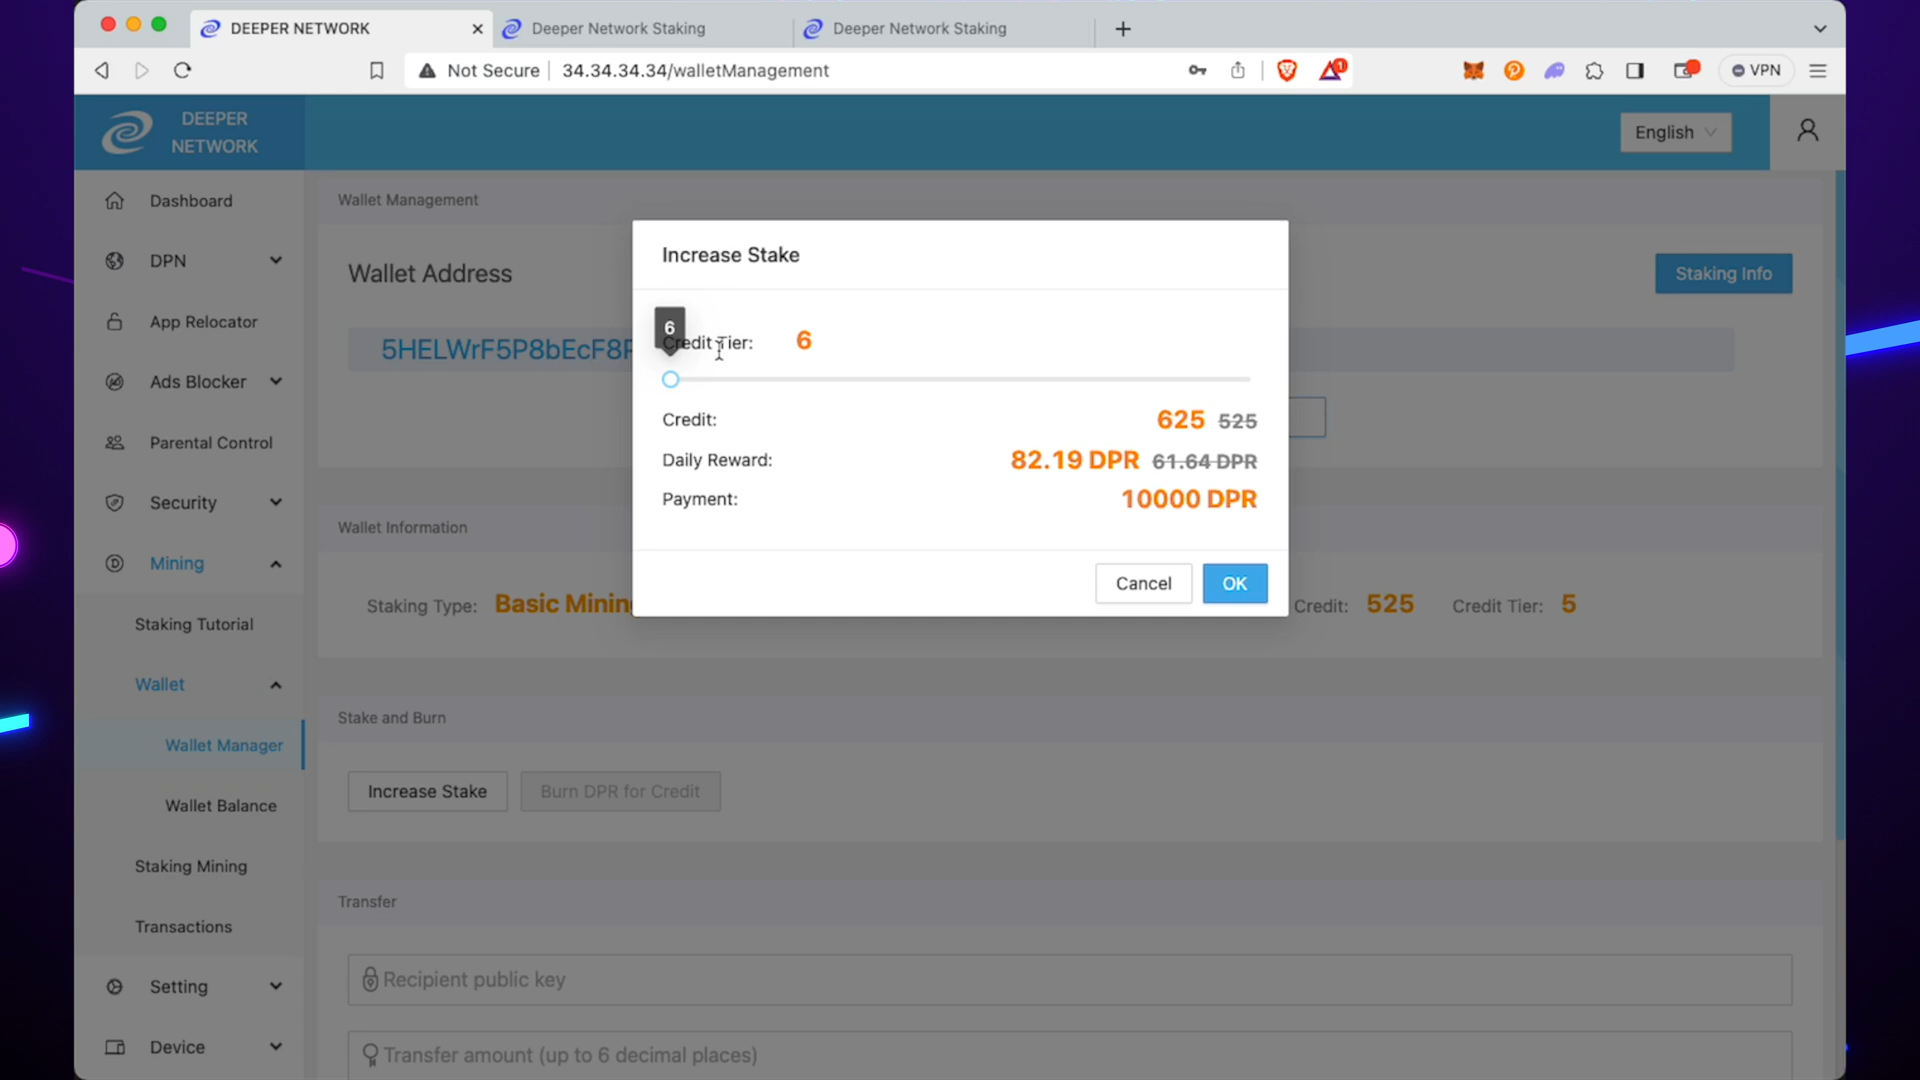 DEEPER NETWORK
Deeper Network Staking
Deeper Network Staking
Not Secure
34.34.34.34/walletManagement
1
VPN
DEEPER
NETWORK
English
Dashboard
DPN
App Relocator
Ads Blocker
Parental Control
Security
Mining
Staking Tutorial
Wallet
Wallet Manager
Wallet Balance
Staking Mining
Transactions
Setting
Device
Wallet Management
Wallet Address
Staking Info
5HELWrF5P8bEcF8
Increase Stake
6
Credit Tier: 6
Credit: 625 525
Daily Reward: 82.19 DPR 61.64 DPR
Payment: 10000 DPR
Cancel
OK
Wallet Information
Staking Type: Basic Minin
Credit: 525
Credit Tier: 5
Stake and Burn
Increase Stake
Burn DPR for Credit
Transfer
Recipient public key
Transfer amount (up to 6 decimal places)